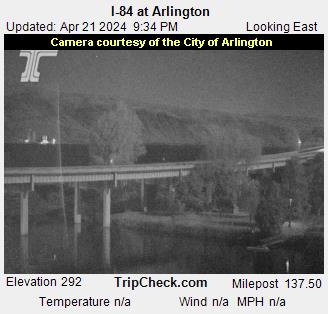 I-84 at Arlington
Updated: Apr 21 2024 9:34 PM Looking East
Camera courtesy of the City of Arlington
Elevation 292 TripCheck.com Milepost 137.50
Temperature n/a Wind n/a MPH n/a